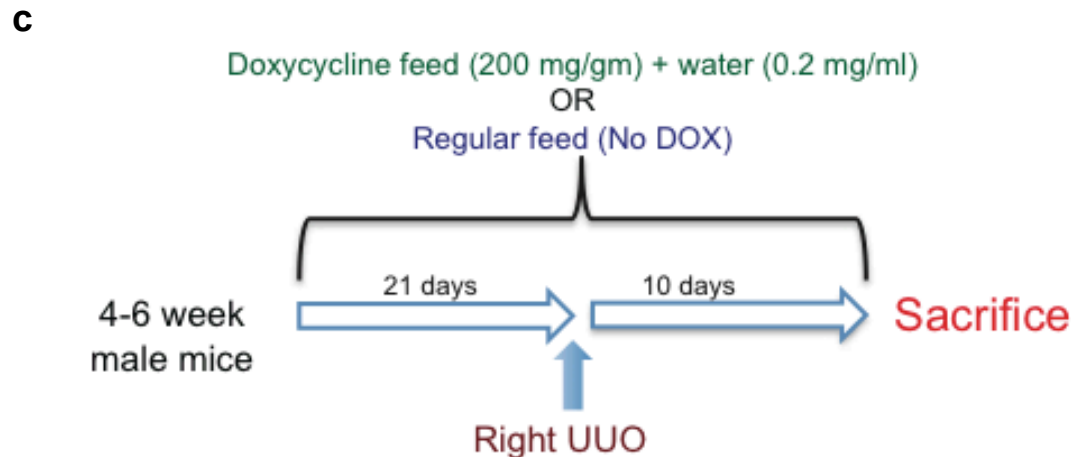 c
Doxycycline feed (200 mg/gm) + water (0.2 mg/ml)
OR
Regular feed (No DOX)
21 days
10 days
4-6 week
male mice
Sacrifice
Right UUO